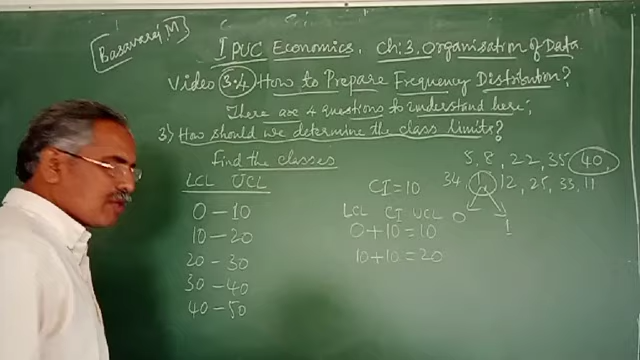 Basavaraj M
I PUC Economics. Ch:3. Organisation of Data
Video 3.4 How to Prepare Frequency Distribution?
There are 4 questions to understand here;
3) How should we determine the class limits?
Find the classes
LCL UCL
0 – 10
10 – 20
20 – 30
30 – 40
40 – 50
CI = 10
LCL CI UCL
0 + 10 = 10
10 + 10 = 20
5, 8, 22, 35 40,
34 1 12, 25, 33, 11
0 1